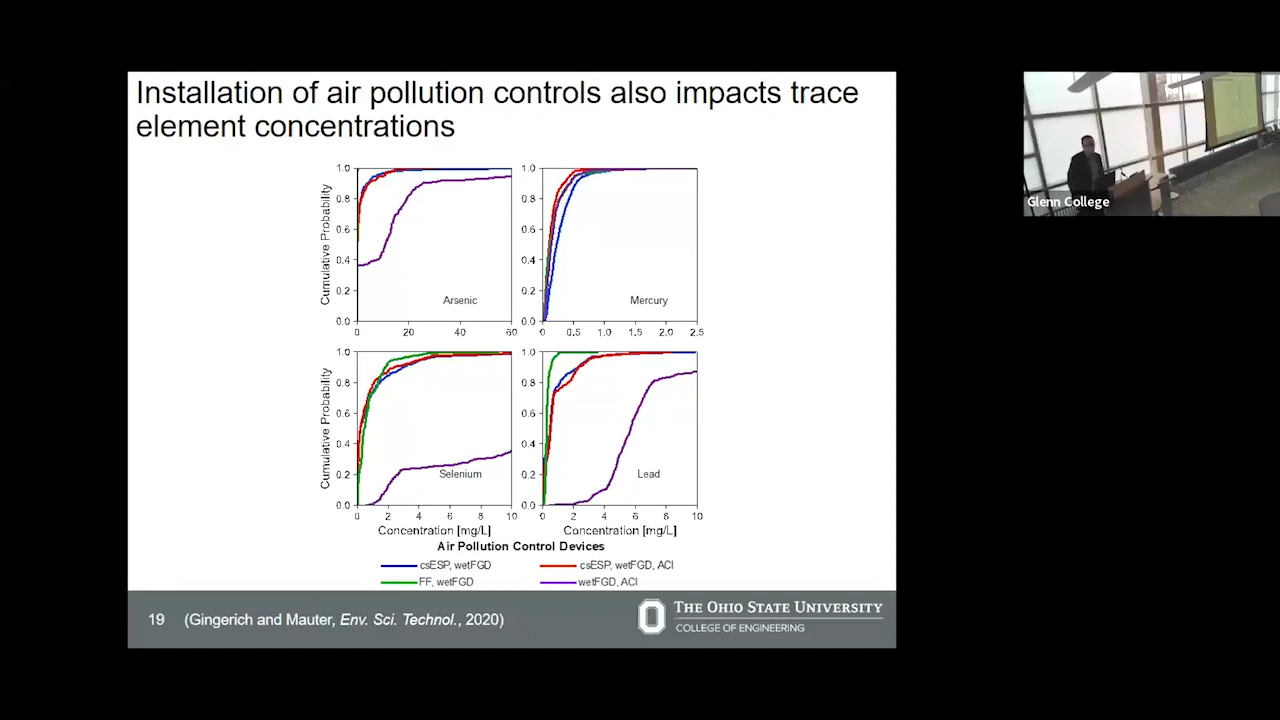 Installation of air pollution controls also impacts trace
element concentrations
Glenn College
Cumulative Probability
1.0
0.8
0.6
0.4
0.2
0.0
0
20
40
60
Arsenic
1.0
0.8
0.6
0.4
0.2
0.0
0
0.5
1.0
1.5
2.0
2.5
Mercury
Cumulative Probability
1.0
0.8
0.6
0.4
0.2
0.0
0
2
4
6
8
10
Selenium
Concentration [mg/L]
1.0
0.8
0.6
0.4
0.2
0.0
0
2
4
6
8
10
Lead
Concentration [mg/L]
Air Pollution Control Devices
csESP, wetFGD
csESP, wetFGD, ACI
FF, wetFGD
wetFGD, ACI
19 (Gingerich and Mauter, Env. Sci. Technol., 2020)
THE OHIO STATE UNIVERSITY
COLLEGE OF ENGINEERING